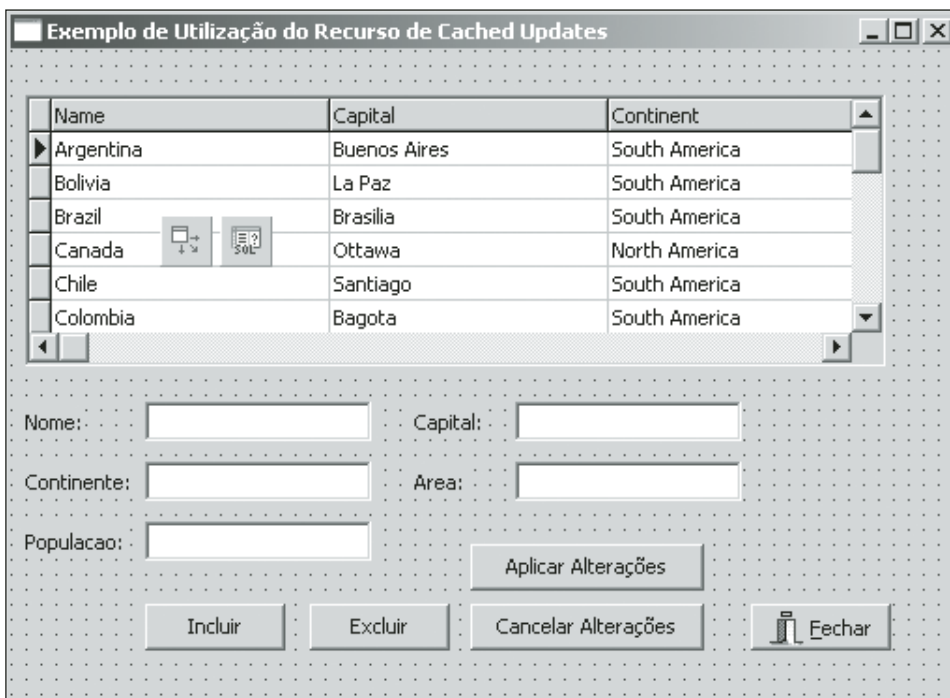 Exemplo de Utilização do Recurso de Cached Updates
Name Capital Continent
Argentina Buenos Aires South America
Bolivia La Paz South America
Brazil Brasilia South America
Canada SQL Ottawa North America
Chile Santiago South America
Colombia Bagota South America
Nome: Capital:
Continente: Area:
Populacao:
Aplicar Alterações
Incluir Excluir Cancelar Alterações Fechar